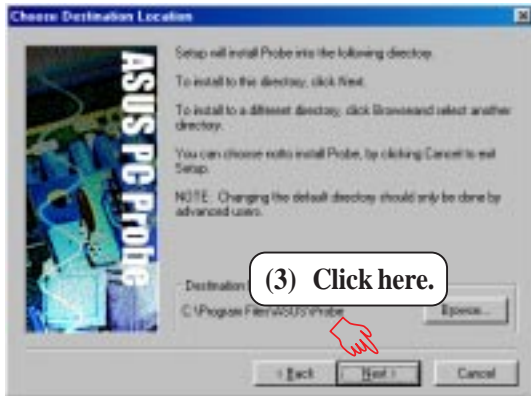 Choose Destination Location
ASUS PC Probe
Setup will install Probe into the following directory.
To install to this directory, click Next.
To install to a different directory, click Browse and select another
directory.
You can choose not to install Probe, by clicking Cancel to exit
Setup.
NOTE: Changing the default directory should only be done by
advanced users.
Destination
(3) Click here.
C:\Program Files\ASUS\Probe
Browse...
< Back
Next >
Cancel